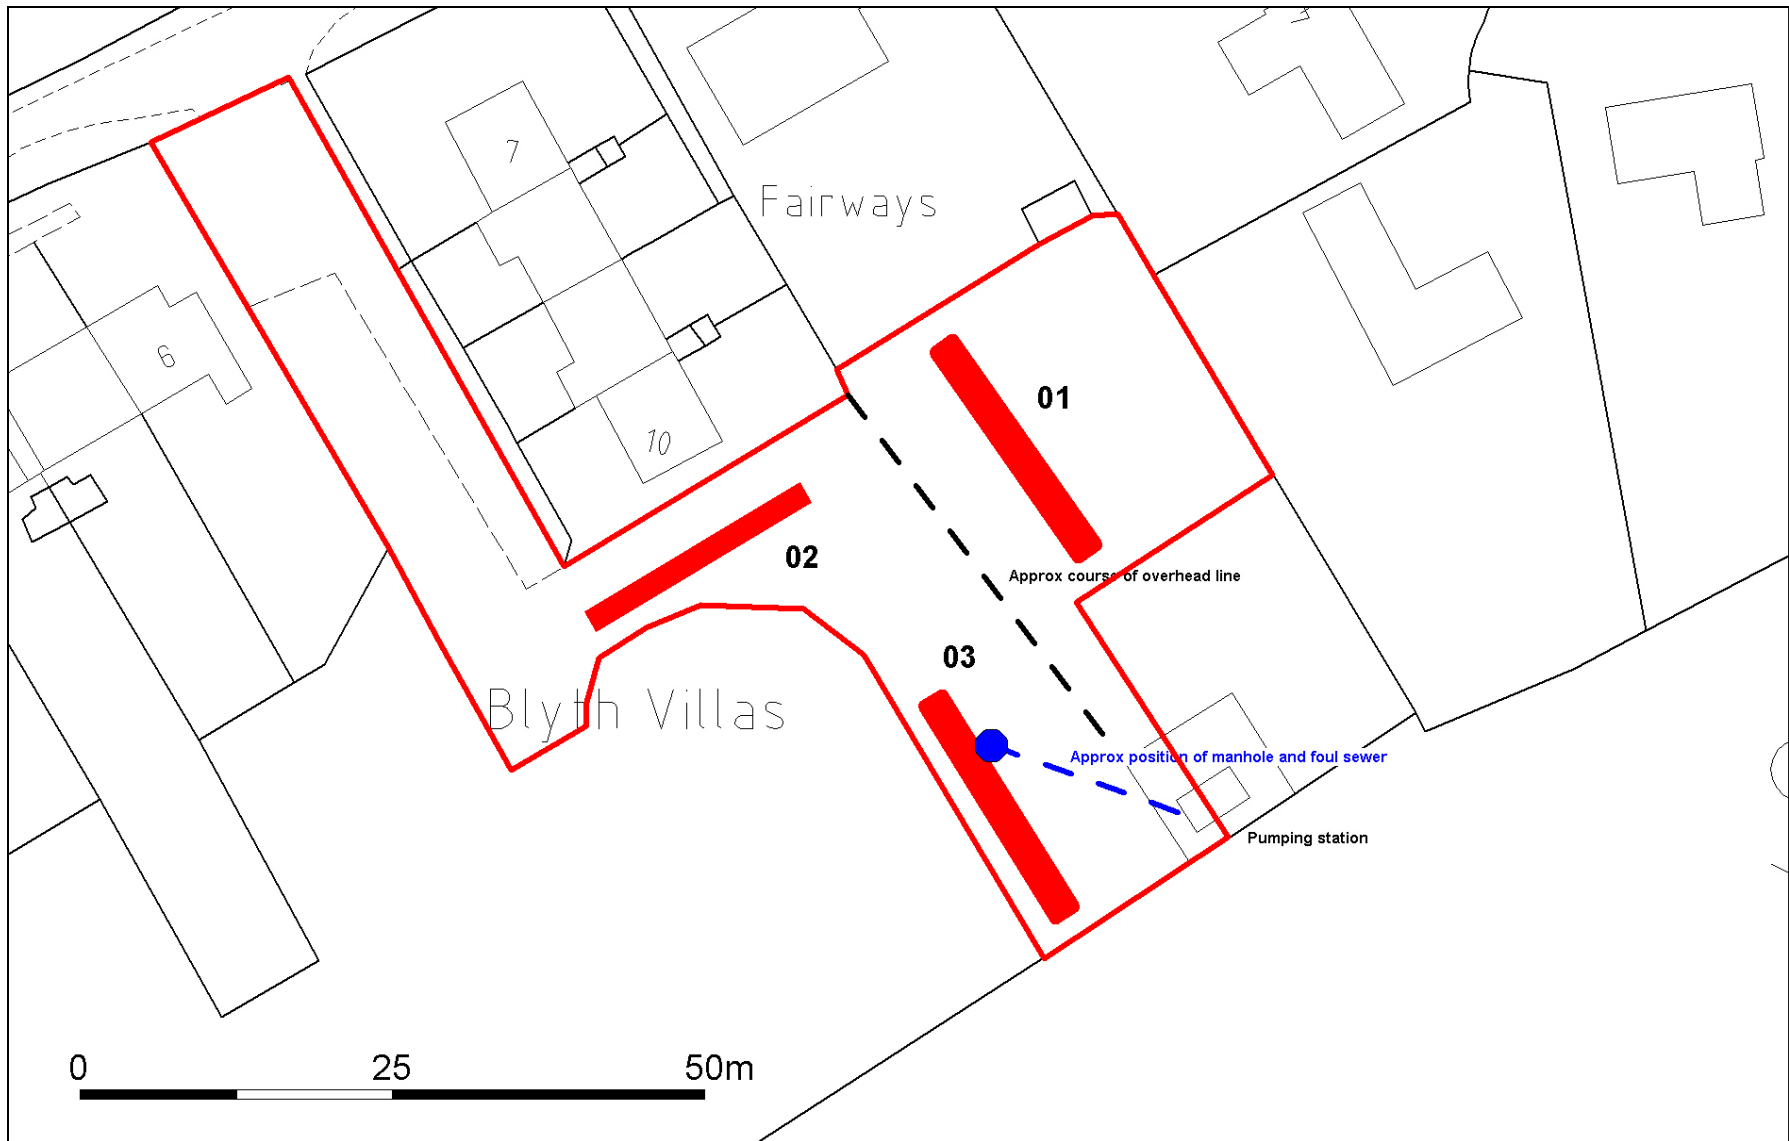 7
Fairways
6
01
10
02
Approx course of overhead line
03
Blyth Villas
Approx position of manhole and foul sewer
Pumping station
0 25 50m